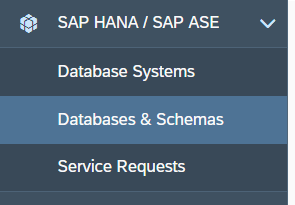 SAP HANA / SAP ASE
Database Systems
Databases & Schemas
Service Requests